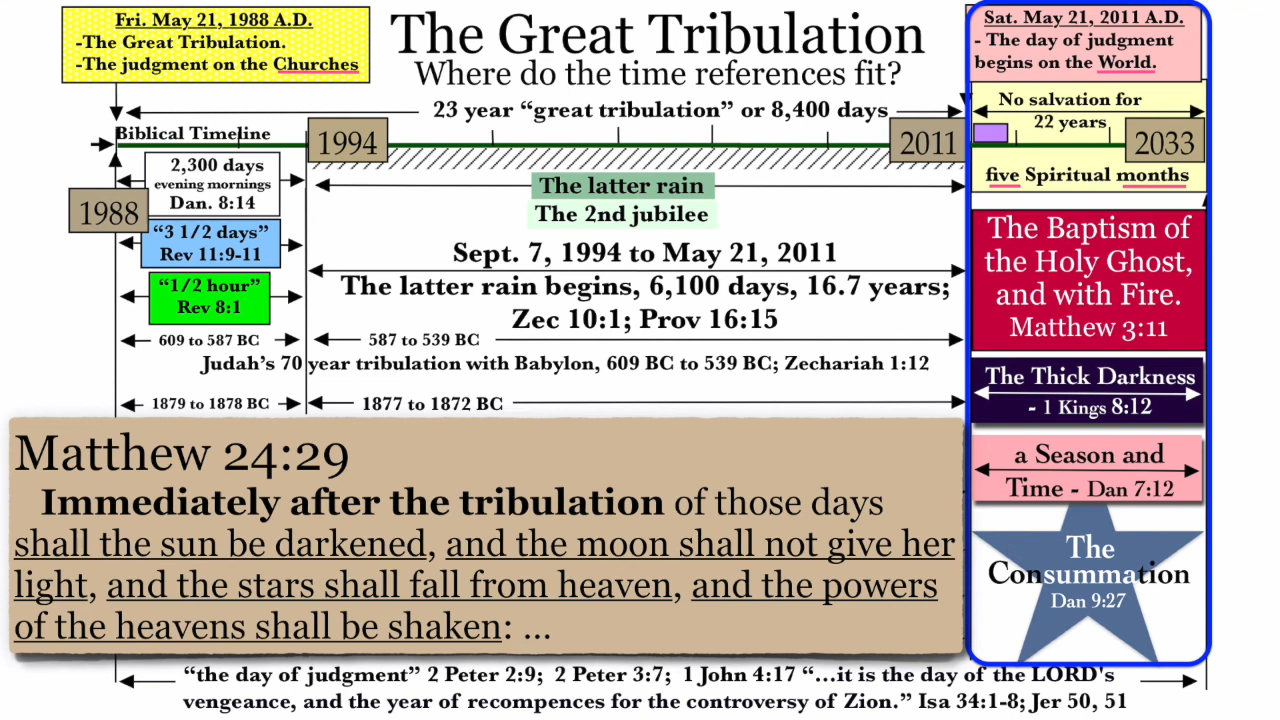 Fri. May 21, 1988 A.D.
-The Great Tribulation.
-The judgment on the Churches
The Great Tribulation
Where do the time references fit?
Sat. May 21, 2011 A.D.
- The day of judgment
begins on the World.
23 year “great tribulation” or 8,400 days
No salvation for
22 years
Biblical Timeline
1994
2011
2033
five Spiritual months
2,300 days
evening mornings
Dan. 8:14
1988
“3 1/2 days”
Rev 11:9-11
“1/2 hour”
Rev 8:1
The latter rain
The 2nd jubilee
Sept. 7, 1994 to May 21, 2011
The latter rain begins, 6,100 days, 16.7 years;
Zec 10:1; Prov 16:15
609 to 587 BC
587 to 539 BC
Judah’s 70 year tribulation with Babylon, 609 BC to 539 BC; Zechariah 1:12
1879 to 1878 BC
1877 to 1872 BC
The Baptism of
the Holy Ghost,
and with Fire.
Matthew 3:11
The Thick Darkness
- 1 Kings 8:12
a Season and
Time - Dan 7:12
The
Consummation
Dan 9:27
Matthew 24:29
Immediately after the tribulation of those days
shall the sun be darkened, and the moon shall not give her
light, and the stars shall fall from heaven, and the powers
of the heavens shall be shaken: ...
“the day of judgment” 2 Peter 2:9; 2 Peter 3:7; 1 John 4:17 “...it is the day of the LORD's
vengeance, and the year of recompences for the controversy of Zion.” Isa 34:1-8; Jer 50, 51